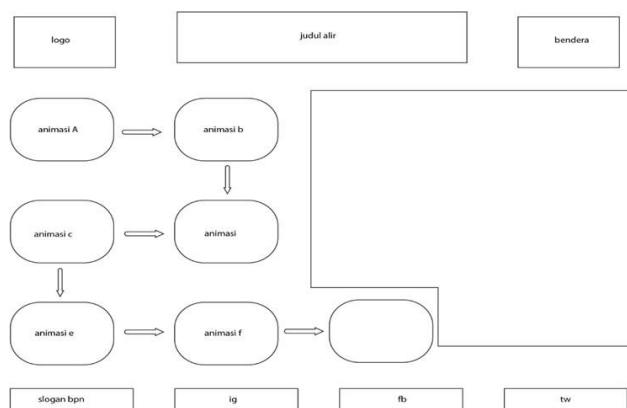 logo
judul alir
bendera
animasi A
animasi b
animasi c
animasi
animasi e
animasi f
slogan bpn
ig
fb
tw